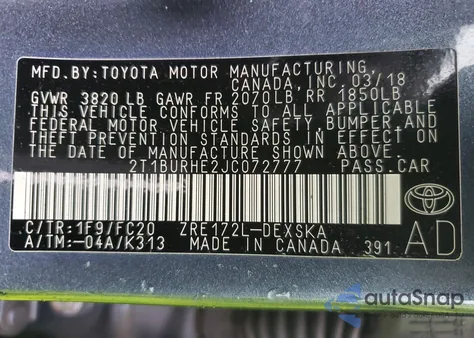 MFD. BY: TOYOTA MOTOR MANUFACTURING,
CANADA, INC. 03/18
GVWR 3820 LB GAWR FR 2070LB RR 1850LB
THIS VEHICLE CONFORMS TO ALL APPLICABLE
FEDERAL MOTOR VEHICLE SAFETY, BUMPER, AND
THEFT PREVENTION STANDARDS IN EFFECT ON
THE DATE OF MANUFACTURE SHOWN ABOVE.
2T1BURHE2JC072777 PASS.CAR
C/TR: 1F9/FC20 ZRE172L-DEXSKA
A/TM: -04A/K313 MADE IN CANADA 391
AD
TOYOTA
autoSnap